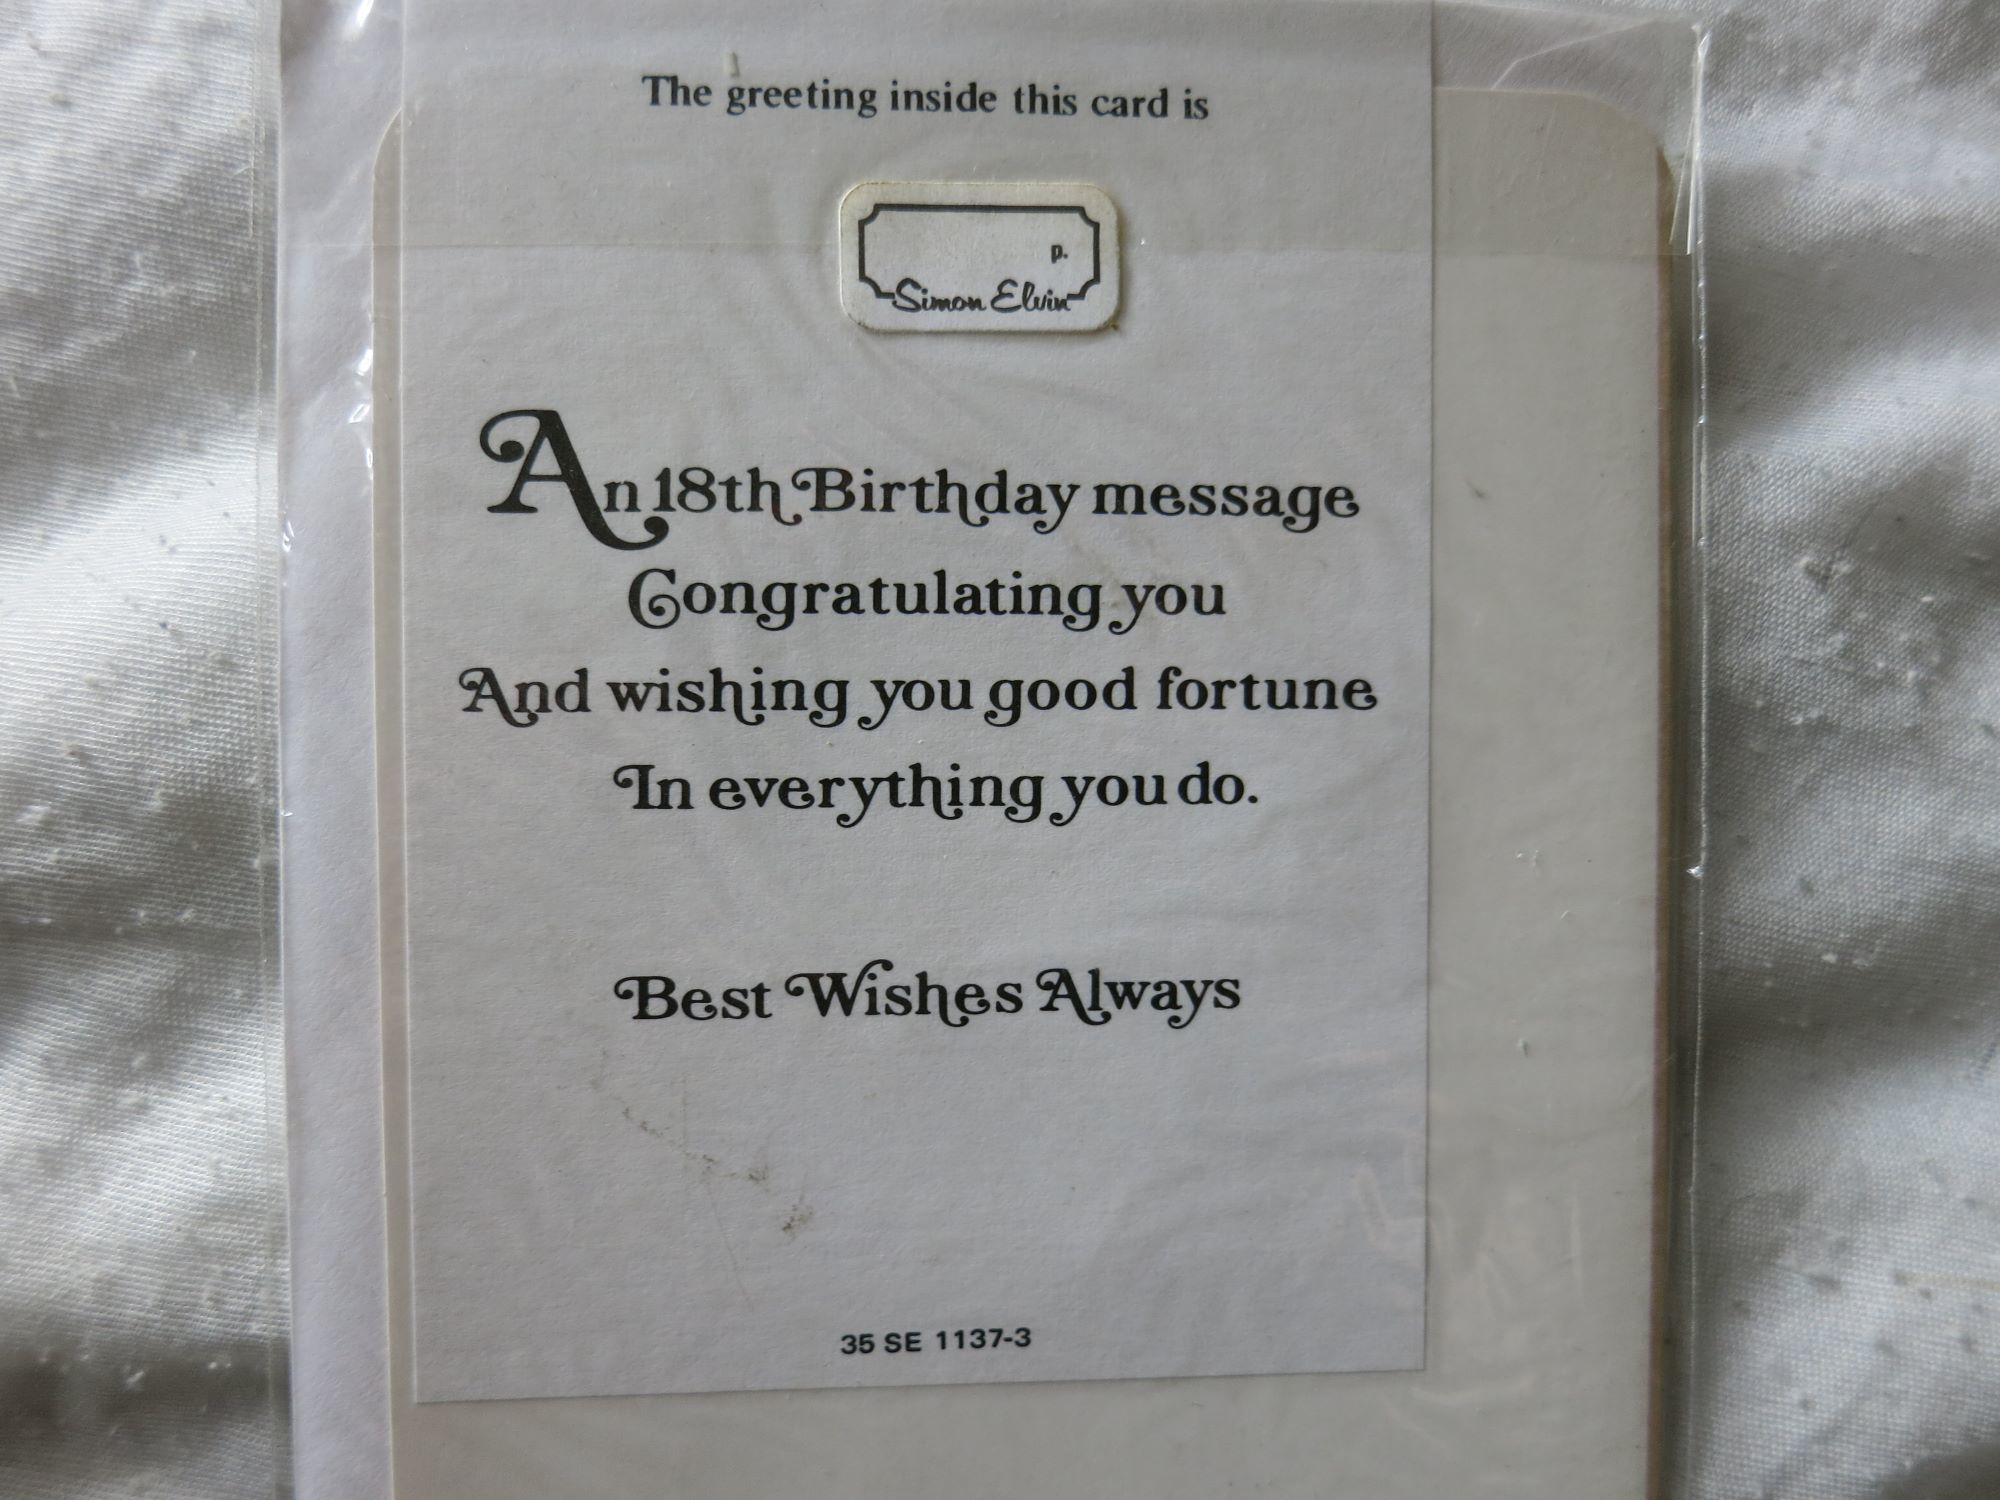 The greeting inside this card is
p.
Simon Elvin
An 18th Birthday message
Congratulating you
And wishing you good fortune
In everything you do.
Best Wishes Always
35 SE 1137-3